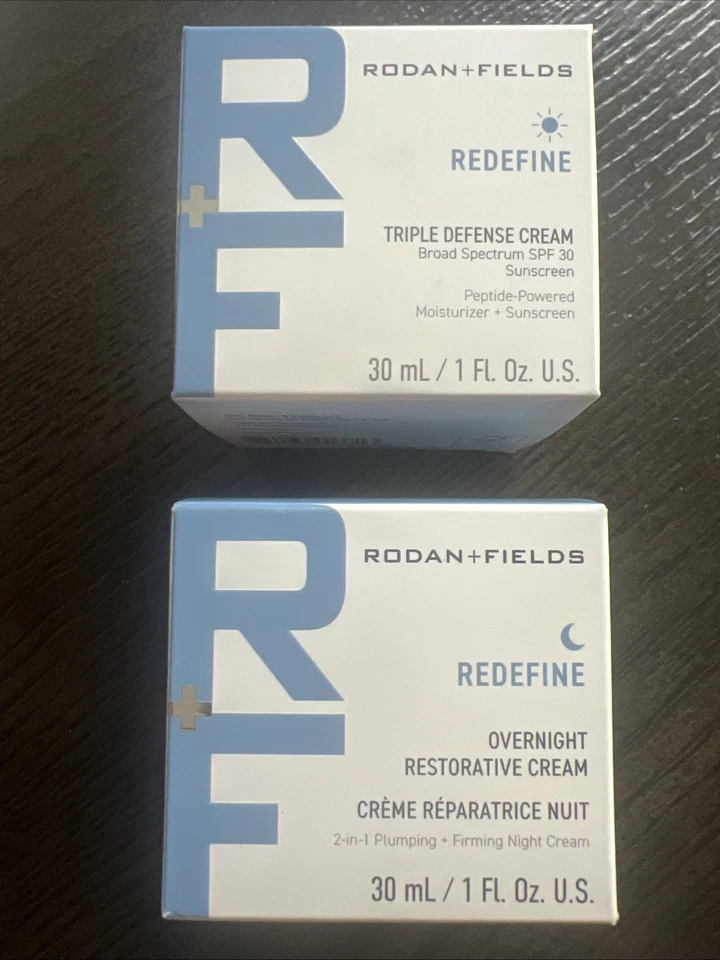 R+F
RODAN+FIELDS
REDEFINE
TRIPLE DEFENSE CREAM
Broad Spectrum SPF 30
Sunscreen
Peptide-Powered
Moisturizer + Sunscreen
30 mL / 1 Fl. Oz. U.S.
R+F
RODAN+FIELDS
REDEFINE
OVERNIGHT
RESTORATIVE CREAM
CRÈME RÉPARATRICE NUIT
2-in-1 Plumping + Firming Night Cream
30 mL / 1 Fl. Oz. U.S.